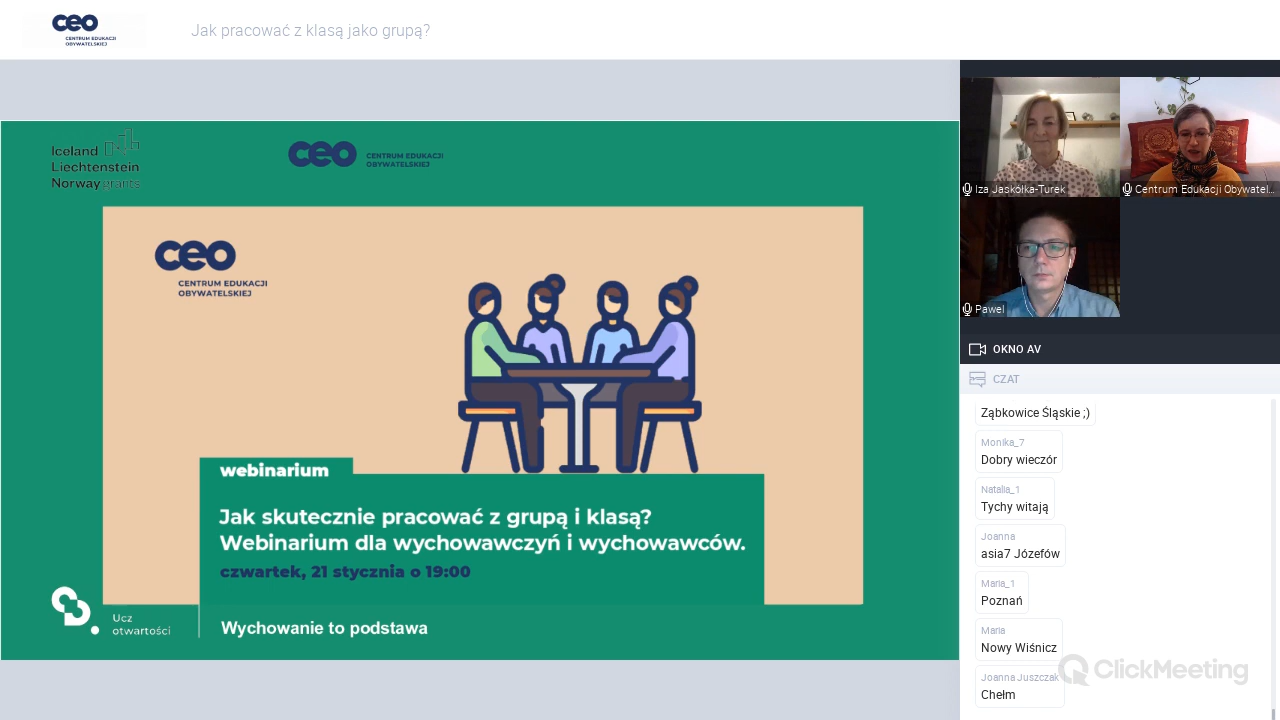 ceo
CENTRUM EDUKACJI
OBYWATELSKIEJ
Jak pracować z klasą jako grupą?
Iceland
Liechtenstein
Norway grants
ceo
CENTRUM EDUKACJI
OBYWATELSKIEJ
ceo
CENTRUM EDUKACJI
OBYWATELSKIEJ
webinarium
Jak skutecznie pracować z grupą i klasą?
Webinarium dla wychowawczyń i wychowawców.
czwartek, 21 stycznia o 19:00
Ucz
otwartości
Wychowanie to podstawa
Iza Jaskółka-Turek
Centrum Edukacji Obywatel...
Pawel
OKNO AV
CZAT
Ząbkowice Śląskie ;)
Monika_7
Dobry wieczór
Natalia_1
Tychy witają
Joanna
asia7 Józefów
Maria_1
Poznań
Maria
Nowy Wiśnicz
Joanna Juszczak
Chełm
ClickMeeting